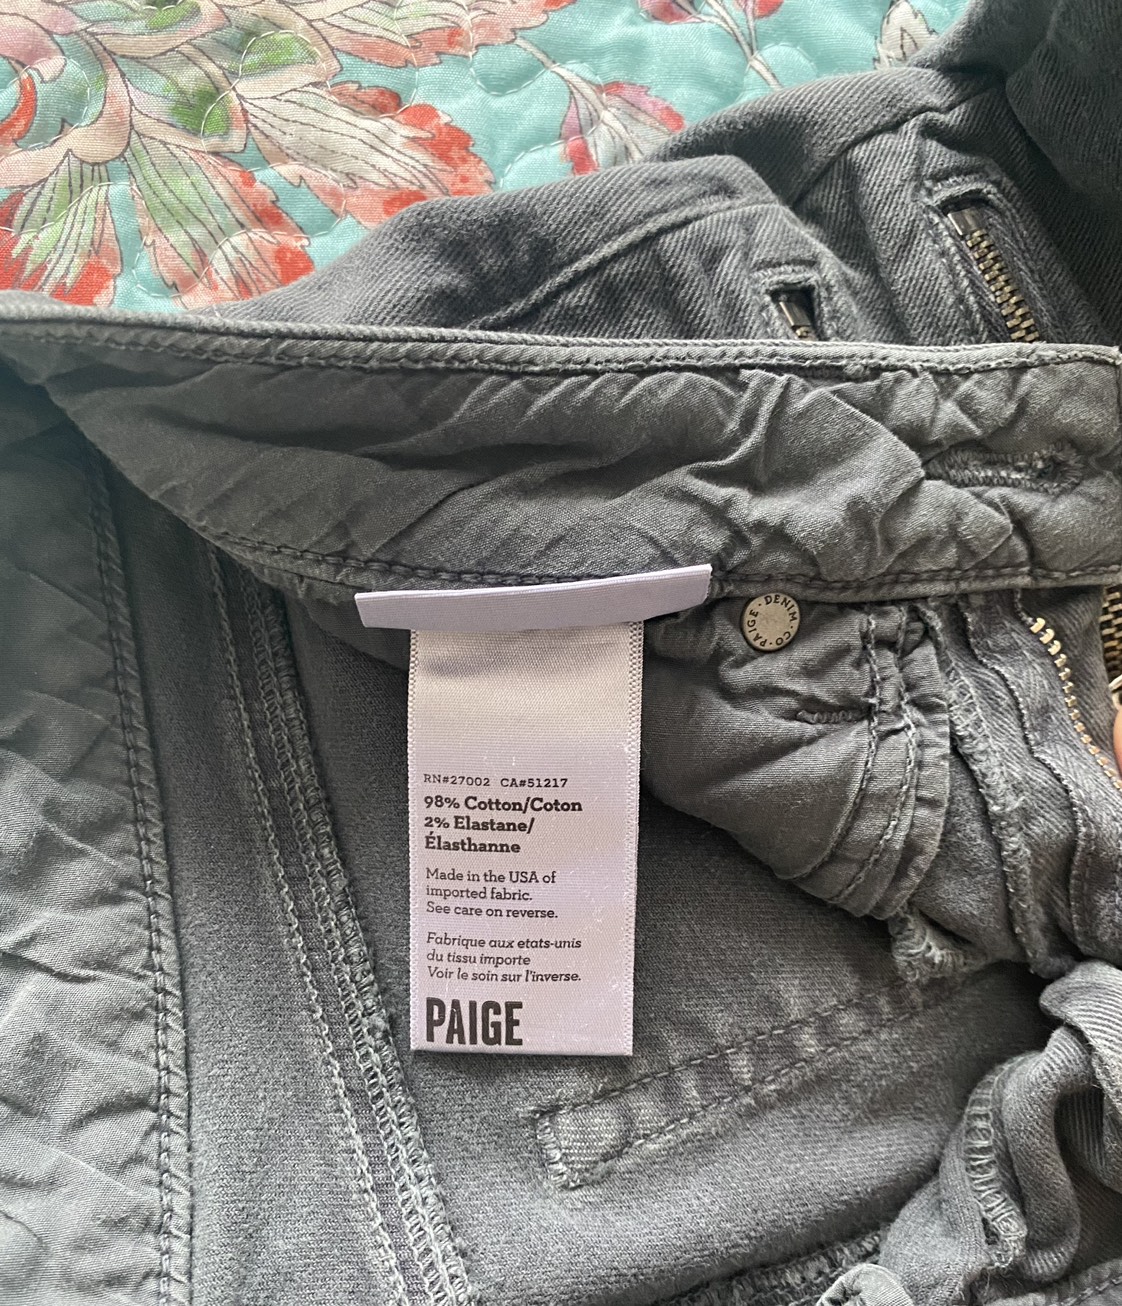 PAIGE · DENIM · CO ·
RN#27002 CA#51217
98% Cotton/Coton
2% Elastane/
Élasthanne
Made in the USA of
imported fabric.
See care on reverse.
Fabrique aux etats-unis
du tissu importe
Voir le soin sur l'inverse.
PAIGE